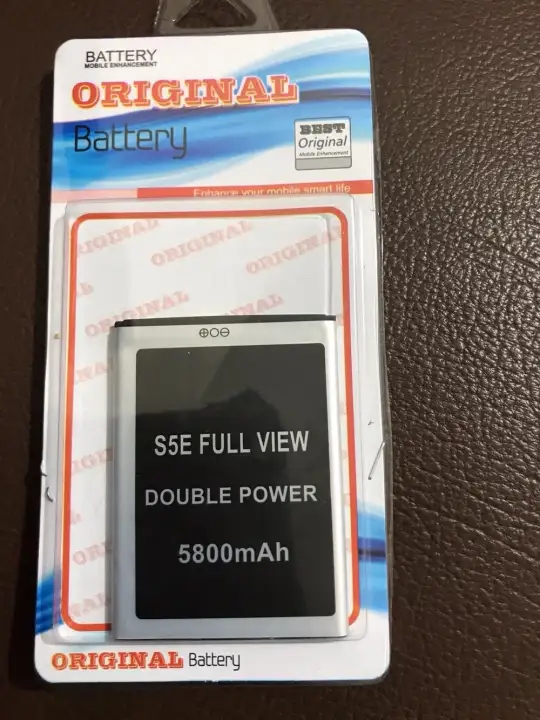 BATTERY
MOBILE ENHANCEMENT
ORIGINAL
Battery
BEST
Original
Mobile Enhancement
Enhance your mobile smart life
ORIGINAL
ORIGINAL
ORIGINAL
ORIGINAL
S5E FULL VIEW
DOUBLE POWER
5800mAh
ORIGINAL Battery